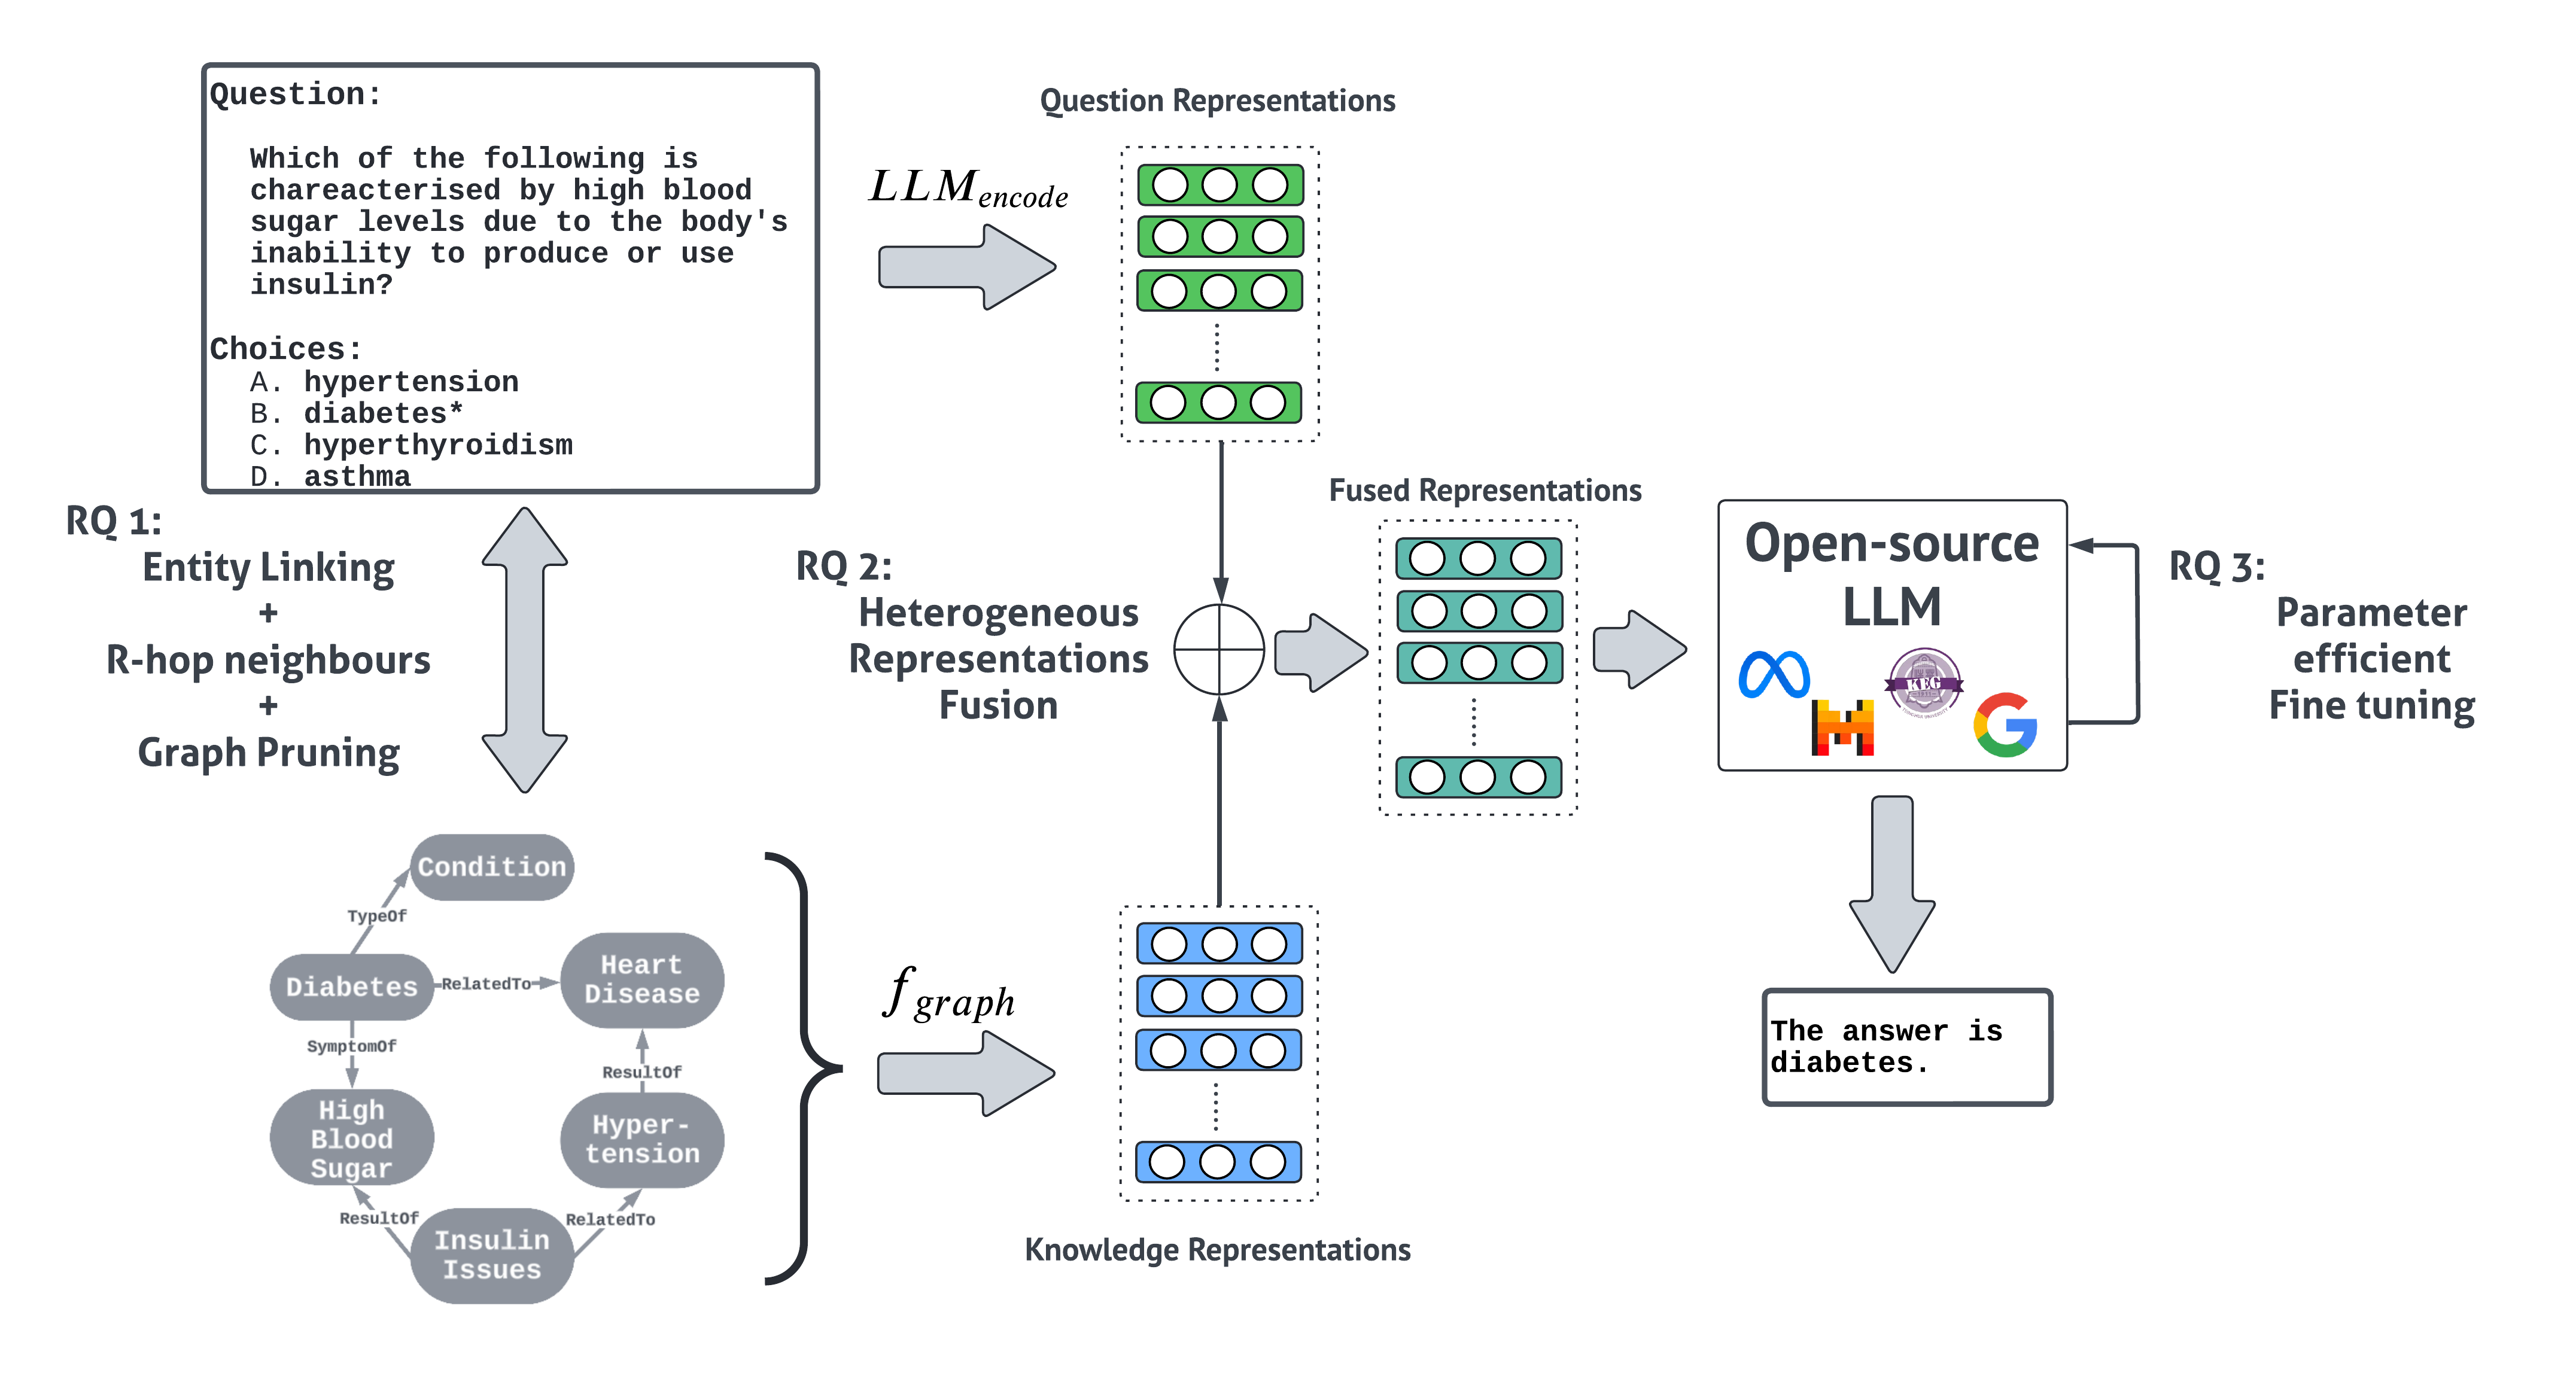 Question:
Which of the following is
chareacterised by high blood
sugar levels due to the body's
inability to produce or use
insulin?
Choices:
A. hypertension
B. diabetes*
C. hyperthyroidism
D. asthma
RQ 1:
Entity Linking
+
R-hop neighbours
+
Graph Pruning
Condition
TypeOf
Diabetes
RelatedTo
Heart
Disease
SymptomOf
ResultOf
High
Blood
Sugar
Hyper-
tension
ResultOf
RelatedTo
Insulin
Issues
LLM encode
f graph
Question Representations
RQ 2:
Heterogeneous
Representations
Fusion
Knowledge Representations
Fused Representations
Open-source
LLM
KEG
RQ 3:
Parameter
efficient
Fine tuning
The answer is
diabetes.